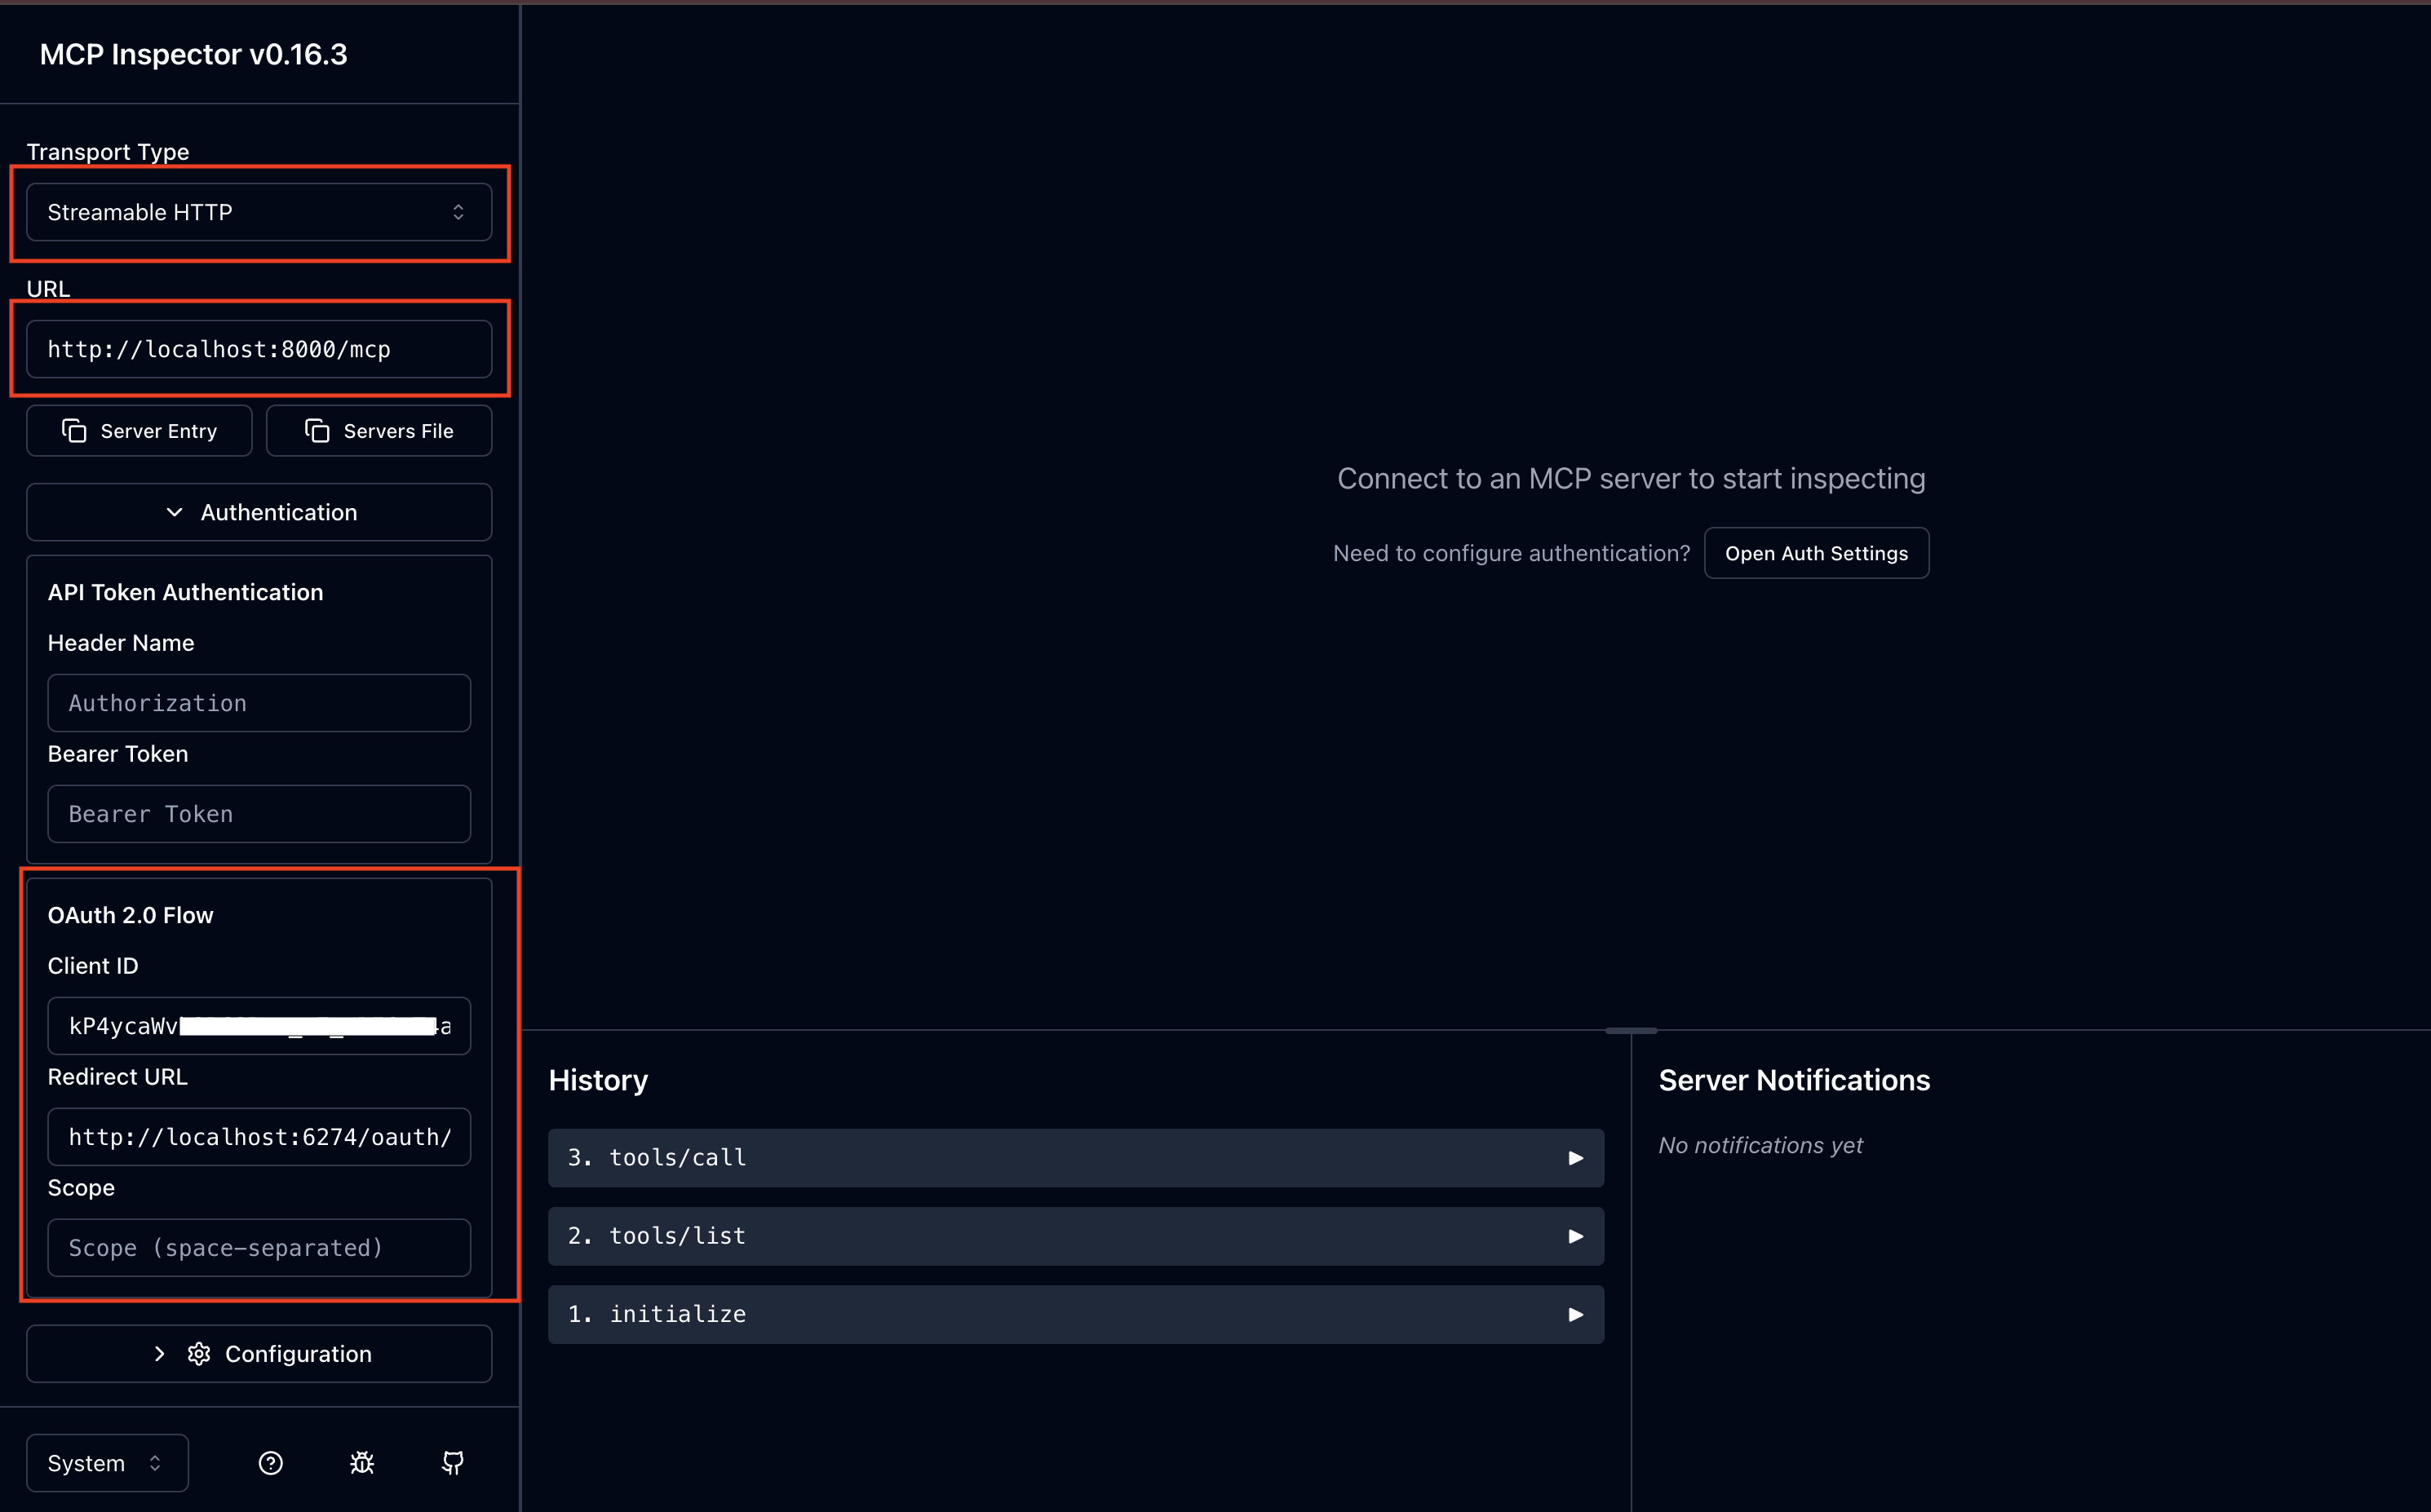 MCP Inspector v0.16.3
Transport Type
Streamable HTTP
URL
http://localhost:8000/mcp
Server Entry
Servers File
Authentication
API Token Authentication
Header Name
Authorization
Bearer Token
Bearer Token
OAuth 2.0 Flow
Client ID
kP4ycaWv
Redirect URL
http://localhost:6274/oauth/
Scope
Scope (space-separated)
Configuration
System
Connect to an MCP server to start inspecting
Need to configure authentication? Open Auth Settings
History
3. tools/call
2. tools/list
1. initialize
Server Notifications
No notifications yet